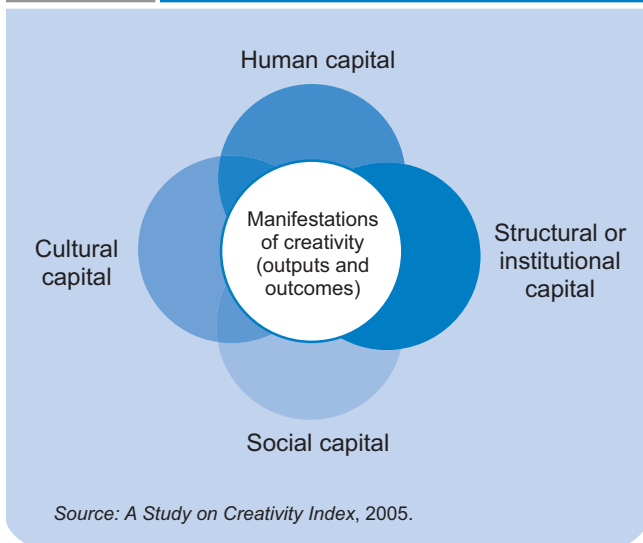 Human capital
Cultural
capital
Manifestations
of creativity
(outputs and
outcomes)
Structural or
institutional
capital
Social capital
Source: A Study on Creativity Index, 2005.